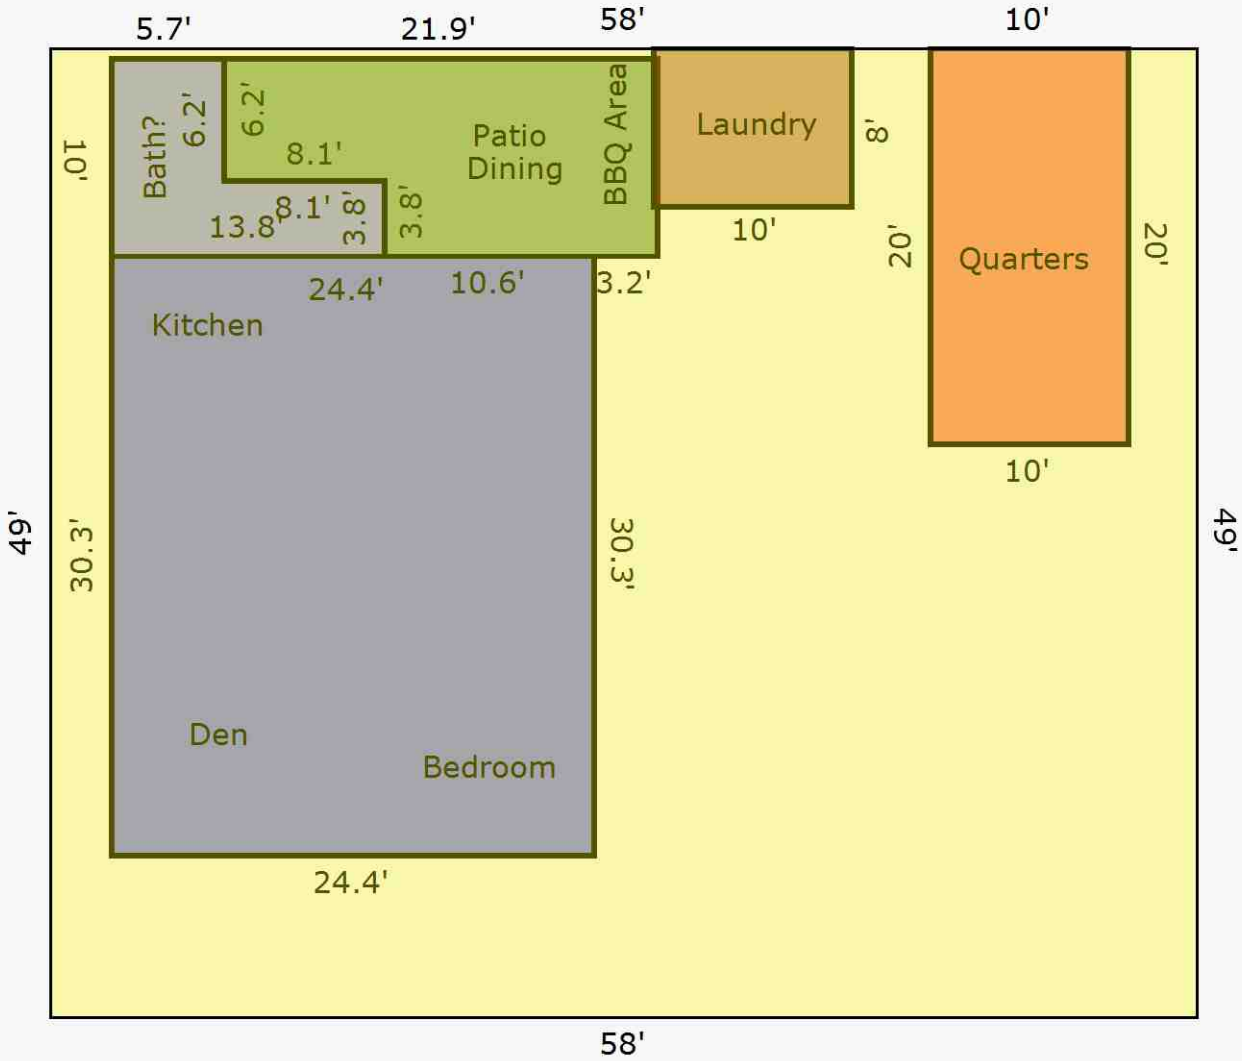 5.7'
21.9'
58'
10'
10'
Bath?
6.2'
6.2'
8.1'
13.8'
8.1'
3.8'
3.8'
Patio
Dining
BBQ Area
Laundry
8'
10'
20'
Quarters
20'
10'
24.4'
10.6'
3.2'
Kitchen
49'
30.3'
30.3'
49'
Den
Bedroom
24.4'
58'